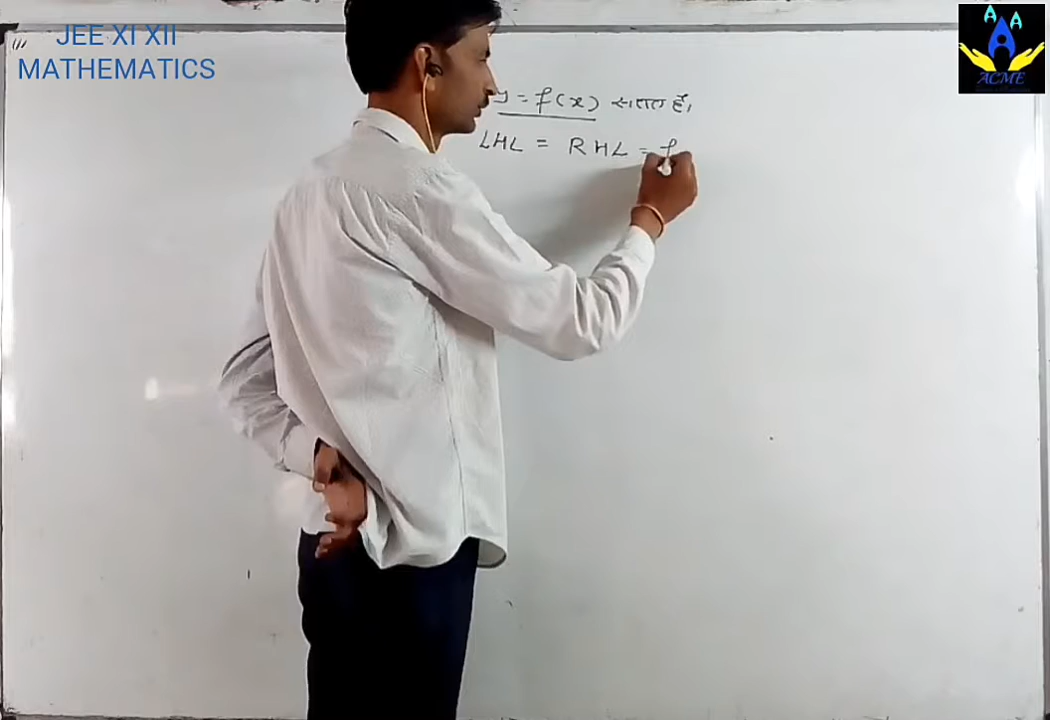 JEE XI XII
MATHEMATICS
A A
ACME
y = f(x) सतत है।
LHL = RHL = f